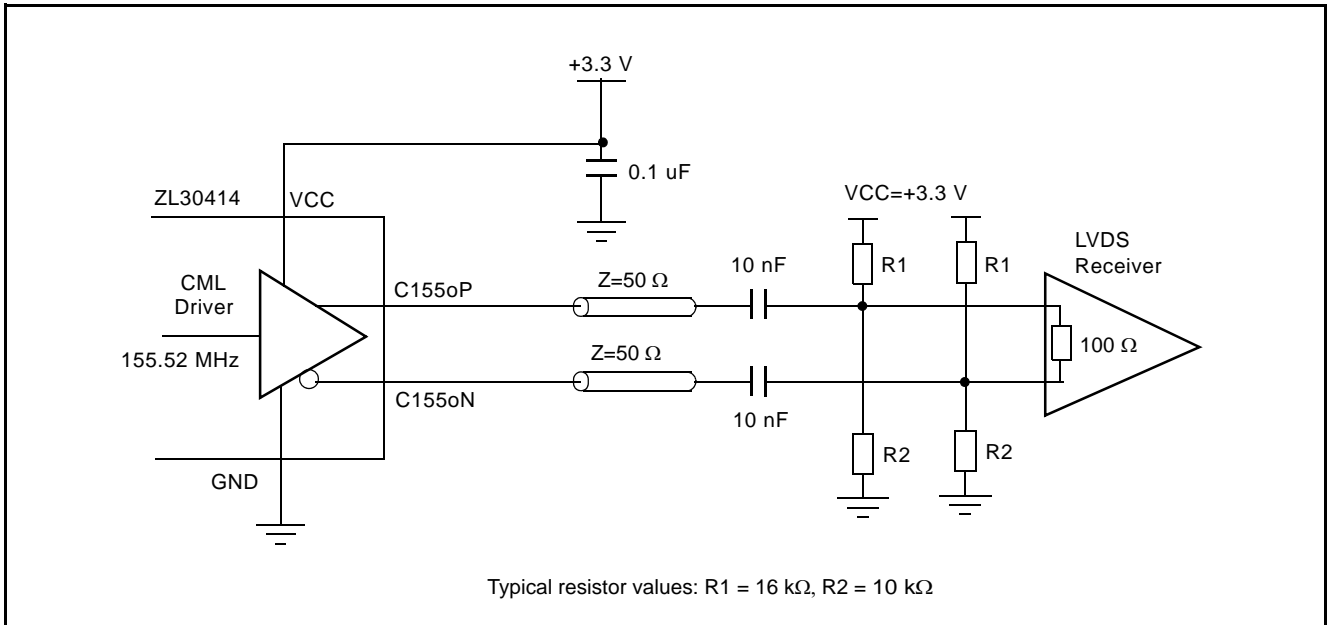 +3.3 V
0.1 uF
ZL30414
VCC
VCC=+3.3 V
LVDS
Receiver
10 nF
R1
R1
CML
Driver
C155oP
Z=50 Ω
100 Ω
155.52 MHz
Z=50 Ω
C155oN
10 nF
R2
R2
GND
Typical resistor values: R1 = 16 kΩ, R2 = 10 kΩ